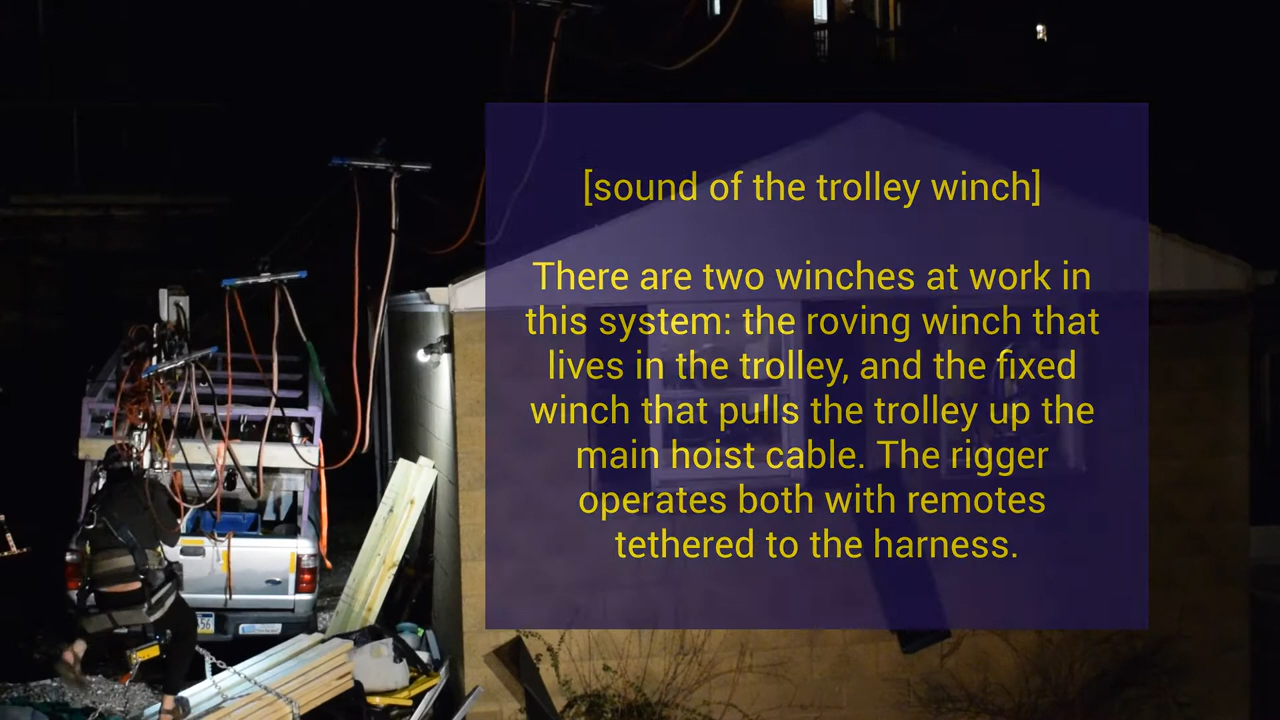 [sound of the trolley winch]
There are two winches at work in
this system: the roving winch that
lives in the trolley, and the fixed
winch that pulls the trolley up the
main hoist cable. The rigger
operates both with remotes
tethered to the harness.
56